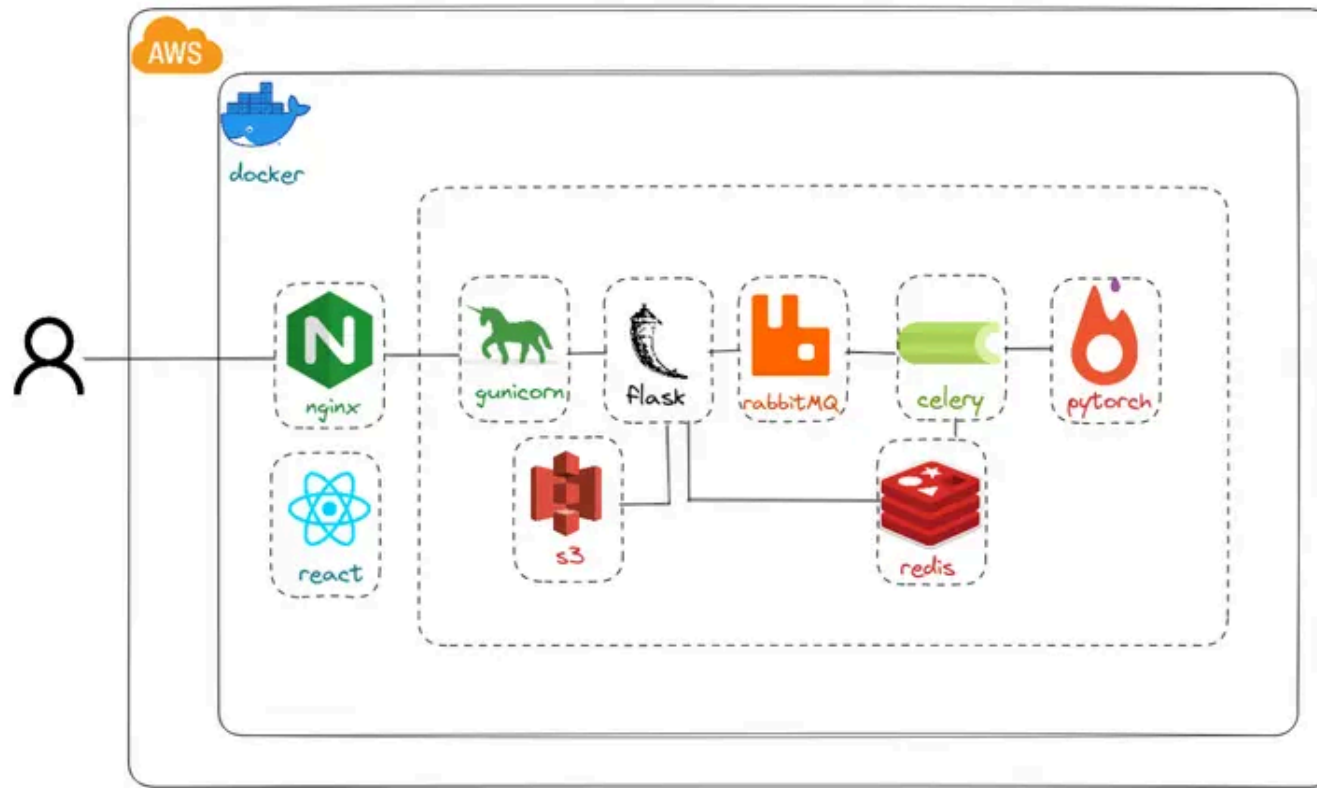 AWS
docker
nginx
gunicorn
flask
rabbitMQ
celery
pytorch
react
s3
redis